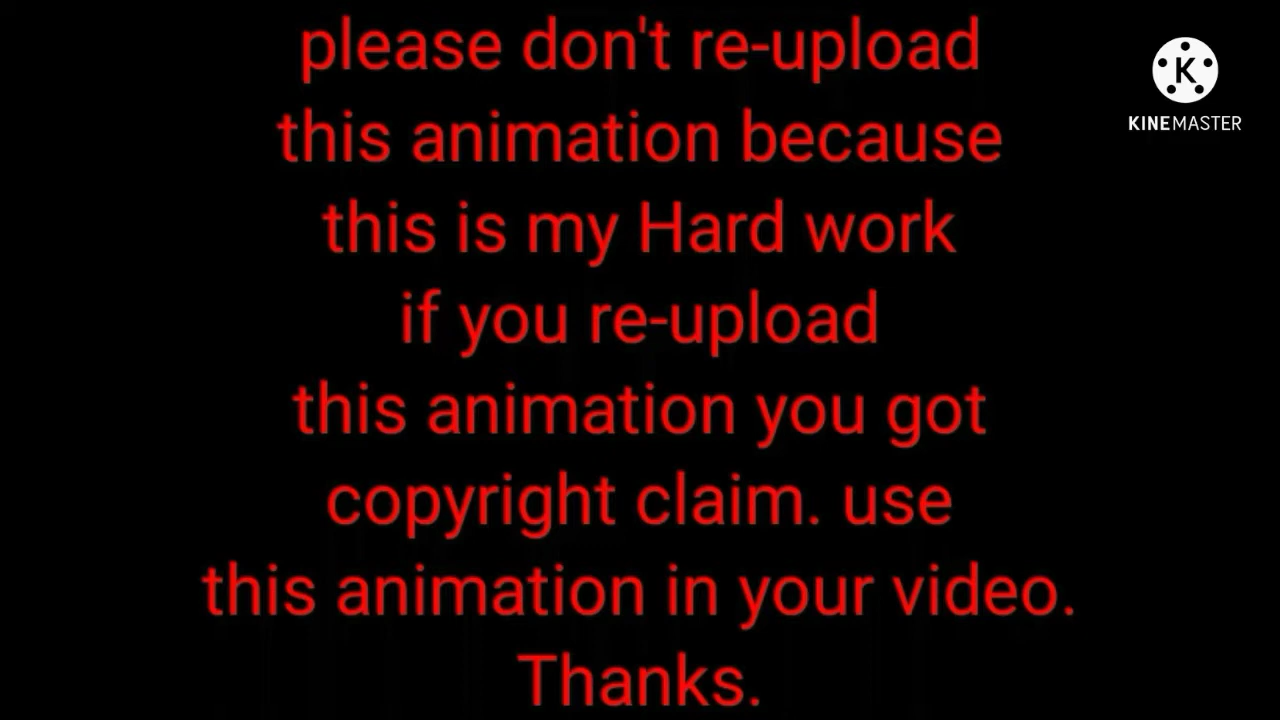 please don't re-upload
this animation because
this is my Hard work
if you re-upload
this animation you got
copyright claim. use
this animation in your video.
Thanks.
K
KINEMASTER